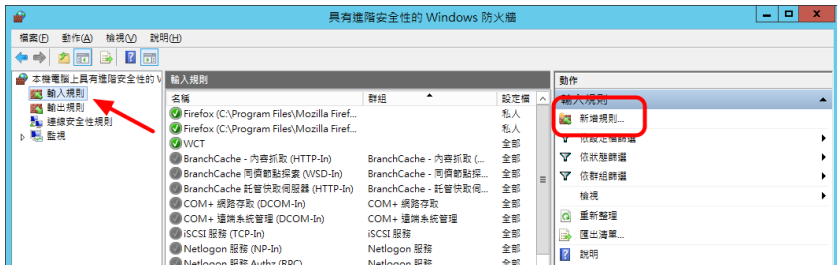 具有進階安全性的 Windows 防火牆
檔案(F) 動作(A) 檢視(V) 說明(H)
本機電腦上具有進階安全性的 \
輸入規則
輸出規則
連線安全性規則
監視
輸入規則
名稱 群組 設定檔
Firefox (C:\Program Files\Mozilla Firef... 私人
Firefox (C:\Program Files\Mozilla Firef... 私人
WCT 全部
BranchCache - 內容抓取 (HTTP-In) BranchCache - 內容抓取 (... 全部
BranchCache 同儕節點探索 (WSD-In) BranchCache - 同儕節點探... 全部
BranchCache 託管快取伺服器 (HTTP-In) BranchCache - 託管快取伺... 全部
COM+ 網路存取 (DCOM-In) COM+ 網路存取 全部
COM+ 遠端系統管理 (DCOM-In) COM+ 遠端系統管理 全部
iSCSI 服務 (TCP-In) iSCSI 服務 全部
Netlogon 服務 (NP-In) Netlogon 服務 全部
Netlogon 服務 Authz (RPC) Netlogon 服務 全部
動作
輸入規則
新增規則...
依設定檔篩選
依狀態篩選
依群組篩選
檢視
重新整理
匯出清單...
說明